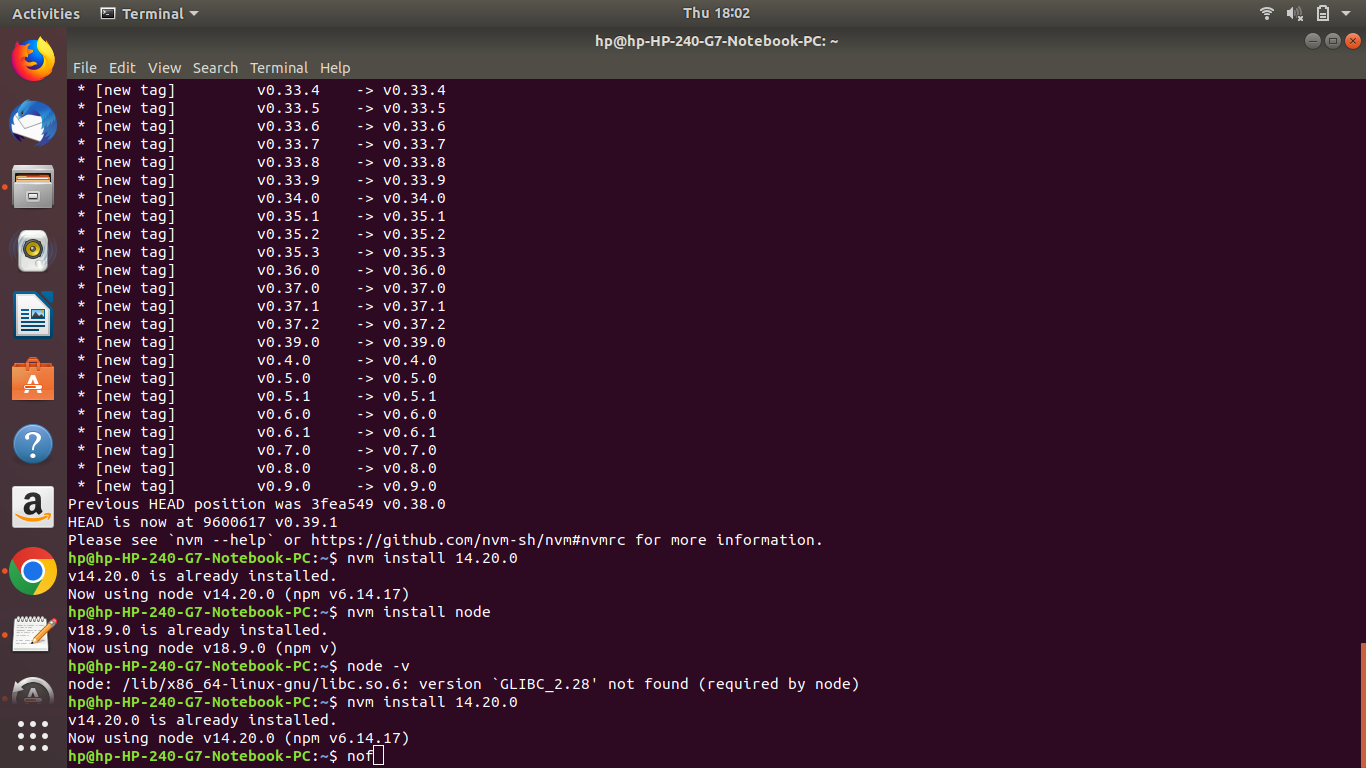 Activities Terminal Thu 18:02
hp@hp-HP-240-G7-Notebook-PC: ~
File Edit View Search Terminal Help
 * [new tag]         v0.33.4    -> v0.33.4
 * [new tag]         v0.33.5    -> v0.33.5
 * [new tag]         v0.33.6    -> v0.33.6
 * [new tag]         v0.33.7    -> v0.33.7
 * [new tag]         v0.33.8    -> v0.33.8
 * [new tag]         v0.33.9    -> v0.33.9
 * [new tag]         v0.34.0    -> v0.34.0
 * [new tag]         v0.35.1    -> v0.35.1
 * [new tag]         v0.35.2    -> v0.35.2
 * [new tag]         v0.35.3    -> v0.35.3
 * [new tag]         v0.36.0    -> v0.36.0
 * [new tag]         v0.37.0    -> v0.37.0
 * [new tag]         v0.37.1    -> v0.37.1
 * [new tag]         v0.37.2    -> v0.37.2
 * [new tag]         v0.39.0    -> v0.39.0
 * [new tag]         v0.4.0     -> v0.4.0
 * [new tag]         v0.5.0     -> v0.5.0
 * [new tag]         v0.5.1     -> v0.5.1
 * [new tag]         v0.6.0     -> v0.6.0
 * [new tag]         v0.6.1     -> v0.6.1
 * [new tag]         v0.7.0     -> v0.7.0
 * [new tag]         v0.8.0     -> v0.8.0
 * [new tag]         v0.9.0     -> v0.9.0
Previous HEAD position was 3fea549 v0.38.0
HEAD is now at 9600617 v0.39.1
Please see `nvm --help` or https://github.com/nvm-sh/nvm#nvmrc for more information.
hp@hp-HP-240-G7-Notebook-PC:~$ nvm install 14.20.0
v14.20.0 is already installed.
Now using node v14.20.0 (npm v6.14.17)
hp@hp-HP-240-G7-Notebook-PC:~$ nvm install node
v18.9.0 is already installed.
Now using node v18.9.0 (npm v)
hp@hp-HP-240-G7-Notebook-PC:~$ node -v
node: /lib/x86_64-linux-gnu/libc.so.6: version `GLIBC_2.28' not found (required by node)
hp@hp-HP-240-G7-Notebook-PC:~$ nvm install 14.20.0
v14.20.0 is already installed.
Now using node v14.20.0 (npm v6.14.17)
hp@hp-HP-240-G7-Notebook-PC:~$ nof